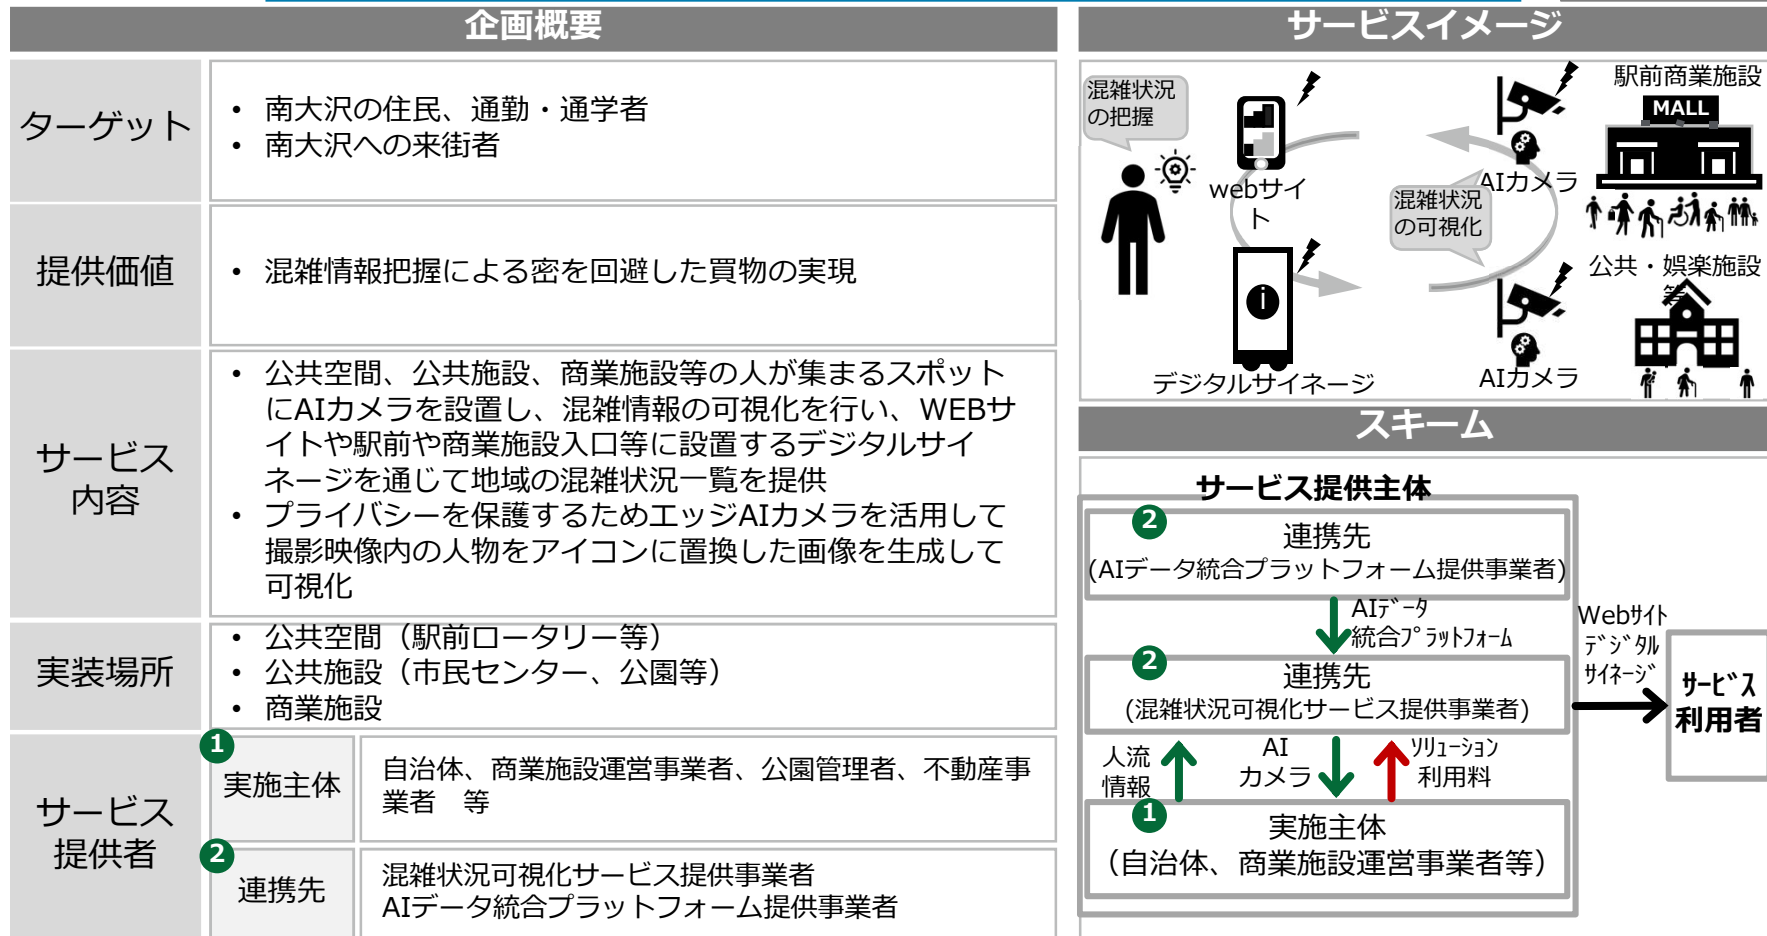 企画概要
ターゲット
• 南大沢の住民、通勤・通学者
• 南大沢への来街者
提供価値
• 混雑情報把握による密を回避した買物の実現
サービス
内容
• 公共空間、公共施設、商業施設等の人が集まるスポット
にAIカメラを設置し、混雑情報の可視化を行い、WEBサ
イトや駅前や商業施設入口等に設置するデジタルサイ
ネージを通じて地域の混雑状況一覧を提供
• プライバシーを保護するためエッジAIカメラを活用して
撮影映像内の人物をアイコンに置換した画像を生成して
可視化
実装場所
• 公共空間（駅前ロータリー等）
• 公共施設（市民センター、公園等）
• 商業施設
サービス
提供者
1
実施主体
自治体、商業施設運営事業者、公園管理者、不動産事
業者　等
2
連携先
混雑状況可視化サービス提供事業者
AIデータ統合プラットフォーム提供事業者
サービスイメージ
混雑状況
の把握
webサイ
ト
i
デジタルサイネージ
混雑状況
の可視化
AIカメラ
駅前商業施設
MALL
公共・娯楽施設
等
AIカメラ
スキーム
サービス提供主体
2
連携先
(AIデータ統合プラットフォーム提供事業者)
AIﾃﾞｰﾀ
統合ﾌﾟﾗｯﾄﾌｫｰﾑ
2
連携先
(混雑状況可視化サービス提供事業者)
人流
情報
AI
カメラ
ｿﾘｭｰｼｮﾝ
利用料
1
実施主体
（自治体、商業施設運営事業者等）
Webｻｲﾄ
ﾃﾞｼﾞﾀﾙ
ｻｲﾈｰｼﾞ
ｻｰﾋﾞｽ
利用者